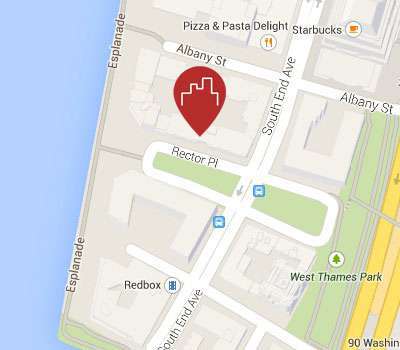 Esplanade
Pizza & Pasta Delight
Starbucks
Albany St
South End Ave
Albany St
Rector Pl
Esplanade
West Thames Park
Redbox
South End Ave
90 Washin